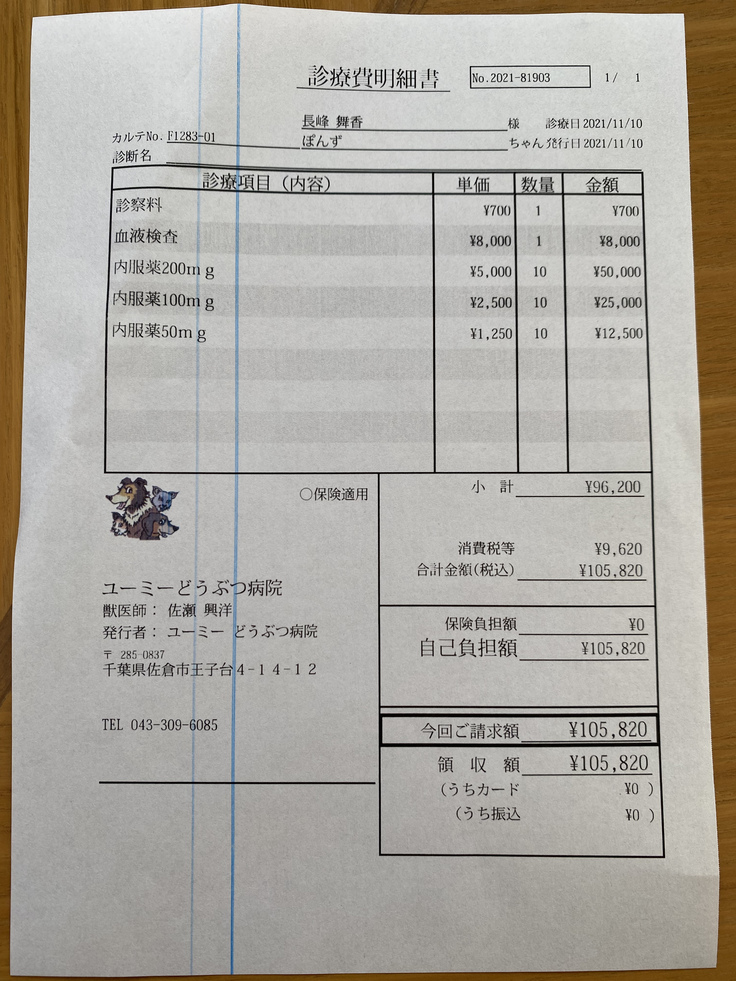 診療費明細書
No.2021-81903
1/ 1
長峰 舞香 様 診療日2021/11/10
カルテNo. F1283-01 ぽんず ちゃん 発行日2021/11/10
診断名
診療項目（内容） 単価 数量 金額
診察料 ¥700 1 ¥700
血液検査 ¥8,000 1 ¥8,000
内服薬200mg ¥5,000 10 ¥50,000
内服薬100mg ¥2,500 10 ¥25,000
内服薬50mg ¥1,250 10 ¥12,500
○保険適用
小 計 ¥96,200
消費税等 ¥9,620
合計金額(税込) ¥105,820
保険負担額 ¥0
自己負担額 ¥105,820
今回ご請求額 ¥105,820
領 収 額 ¥105,820
(うちカード ¥0 )
(うち振込 ¥0 )
ユーミーどうぶつ病院
獣医師： 佐瀬 興洋
発行者： ユーミー どうぶつ病院
〒 285-0837
千葉県佐倉市王子台４-１４-１２
TEL 043-309-6085